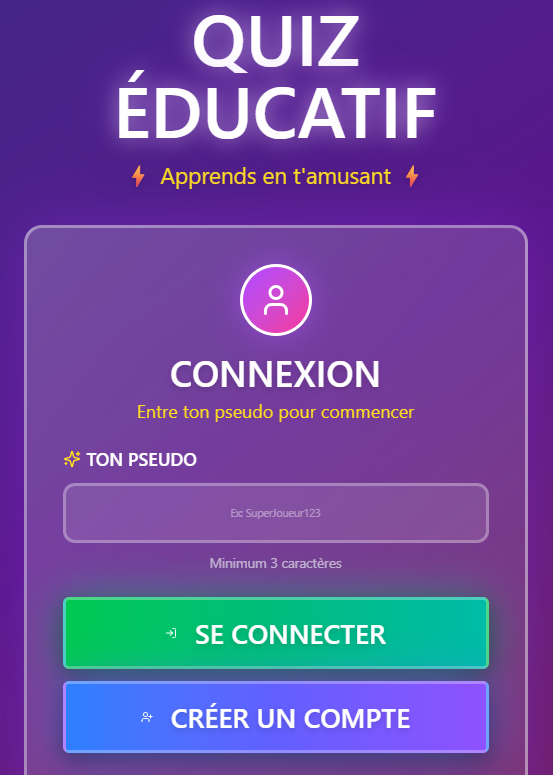 QUIZ
ÉDUCATIF
Apprends en t'amusant
CONNEXION
Entre ton pseudo pour commencer
TON PSEUDO
Ex: SuperJoueur123
Minimum 3 caractères
SE CONNECTER
CRÉER UN COMPTE